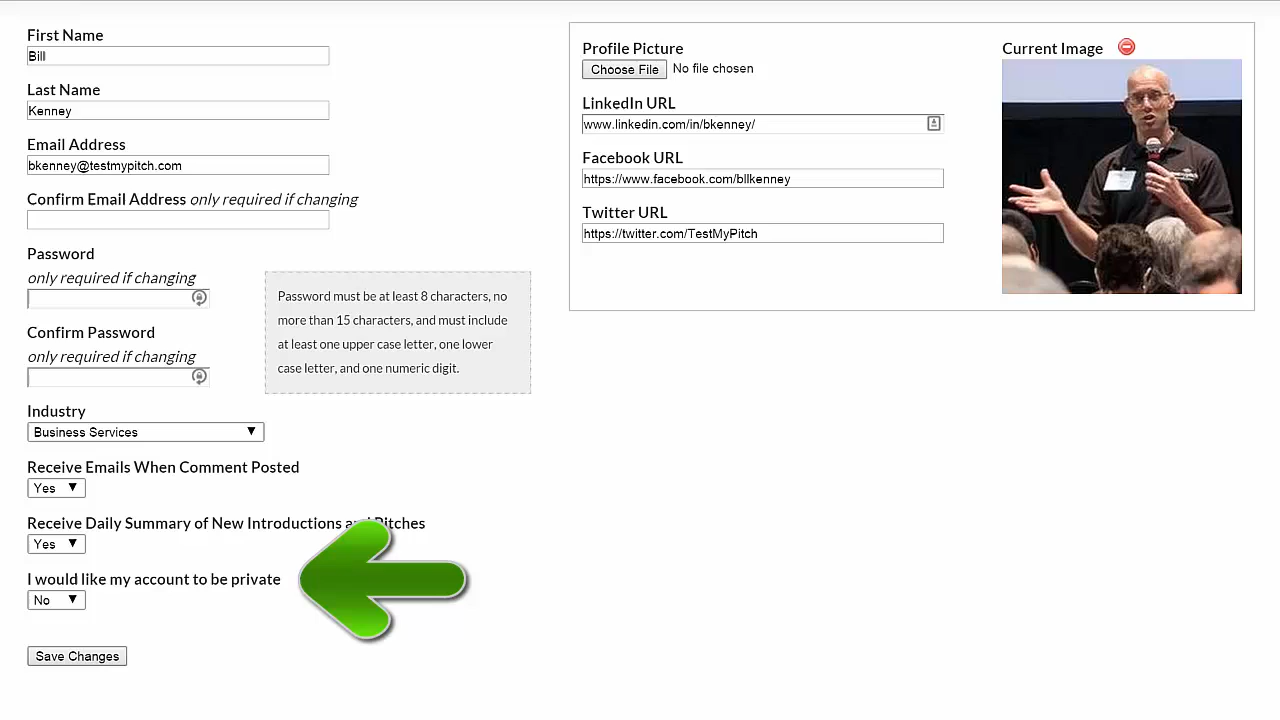 First Name
Bill
Last Name
Kenney
Email Address
bkenney@testmypitch.com
Confirm Email Address only required if changing
Password
only required if changing
Password must be at least 8 characters, no
more than 15 characters, and must include
at least one upper case letter, one lower
case letter, and one numeric digit.
Confirm Password
only required if changing
Industry
Business Services
Receive Emails When Comment Posted
Yes
Receive Daily Summary of New Introductions and Pitches
Yes
I would like my account to be private
No
Save Changes
Profile Picture
Choose File No file chosen
LinkedIn URL
www.linkedin.com/in/bkenney/
Facebook URL
https://www.facebook.com/bllkenney
Twitter URL
https://twitter.com/TestMyPitch
Current Image